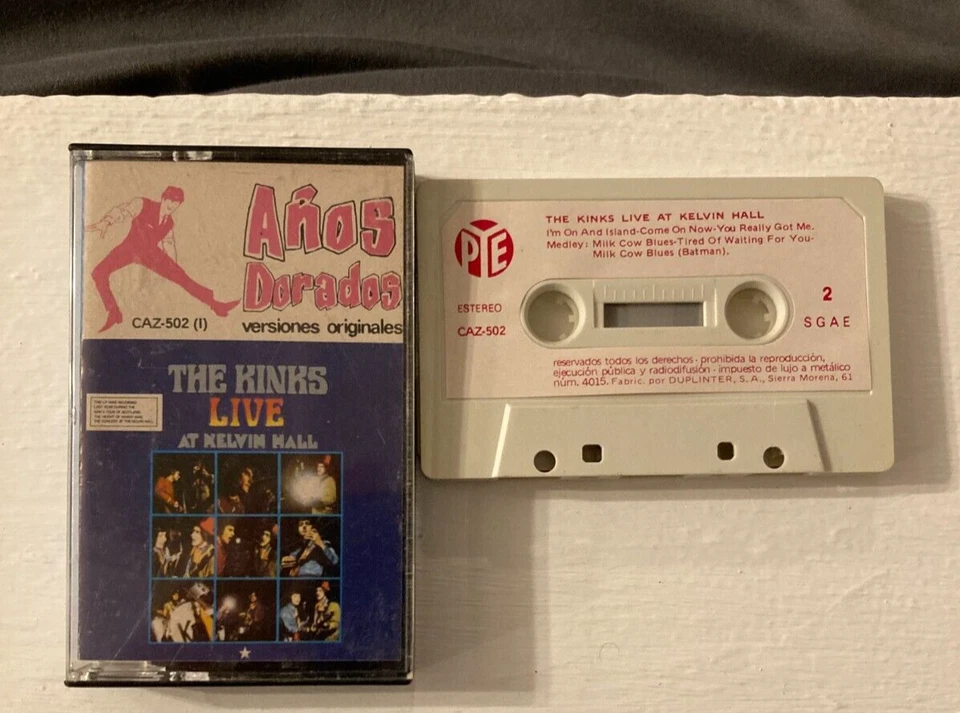 Años
Dorados
CAZ-502 (I)
versiones originales
THE KINKS
LIVE
AT KELVIN HALL
THE KINKS LIVE AT KELVIN HALL
I'm On And Island-Come On Now-You Really Got Me.
Medley: Milk Cow Blues-Tired Of Waiting For You-
Milk Cow Blues (Batman).
PYE
ESTEREO
CAZ-502
2
SGAE
reservados todos los derechos · prohibida la reproducción,
ejecución pública y radiodifusión · impuesto de lujo a metálico
núm. 4015. Fabric. por DUPLINTER, S.A., Sierra Morena, 61